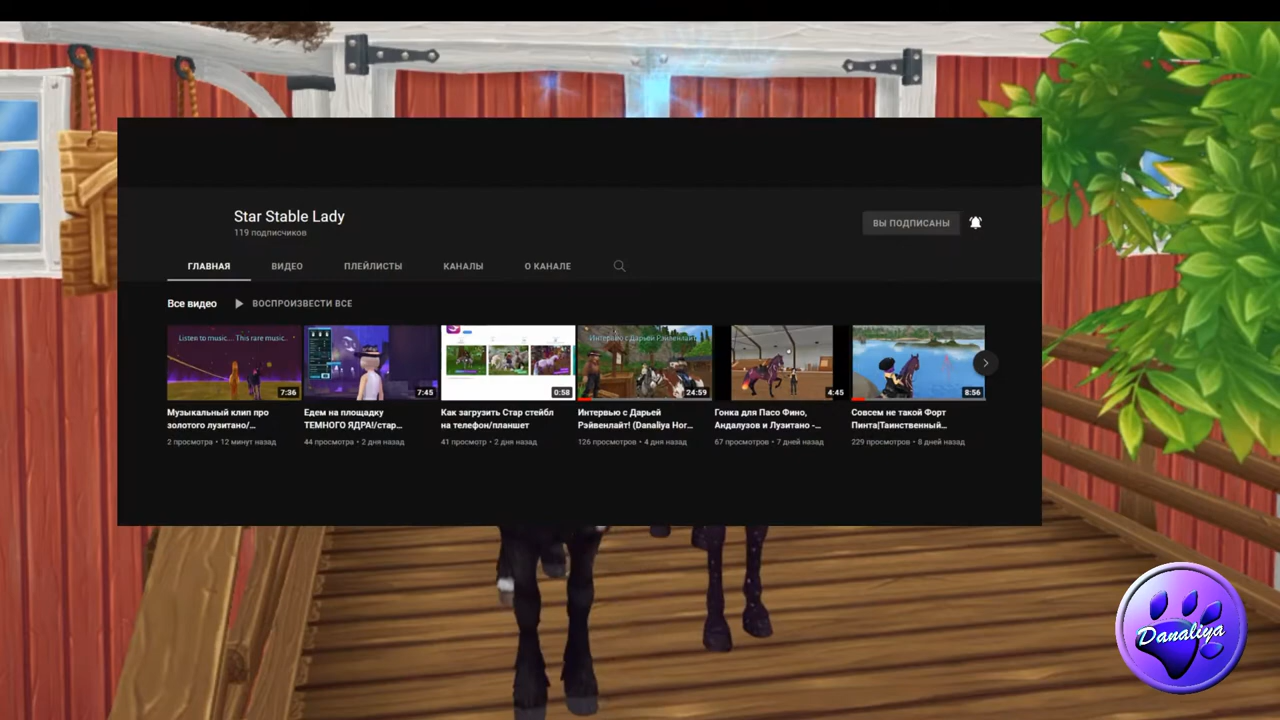 Star Stable Lady
119 подписчиков
ВЫ ПОДПИСАНЫ
ГЛАВНАЯ ВИДЕО ПЛЕЙЛИСТЫ КАНАЛЫ О КАНАЛЕ
Все видео ВОСПРОИЗВЕСТИ ВСЕ
Listen to music.... This rare music..
Интервью с Дарьей Рэйвенлайт
7:36 7:45 0:58 24:59 4:45 8:56
Музыкальный клип про
золотого лузитано/...
2 просмотра • 12 минут назад
Едем на площадку
ТЕМНОГО ЯДРА!/стар...
44 просмотра • 2 дня назад
Как загрузить Стар стейбл
на телефон/планшет
41 просмотр • 2 дня назад
Интервью с Дарьей
Рэйвенлайт! (Danaliya Hor...
126 просмотров • 4 дня назад
Гонка для Пасо Фино,
Андалузов и Лузитано -...
67 просмотров • 7 дней назад
Совсем не такой Форт
Пинта|Таинственный...
229 просмотров • 8 дней назад
Danaliya